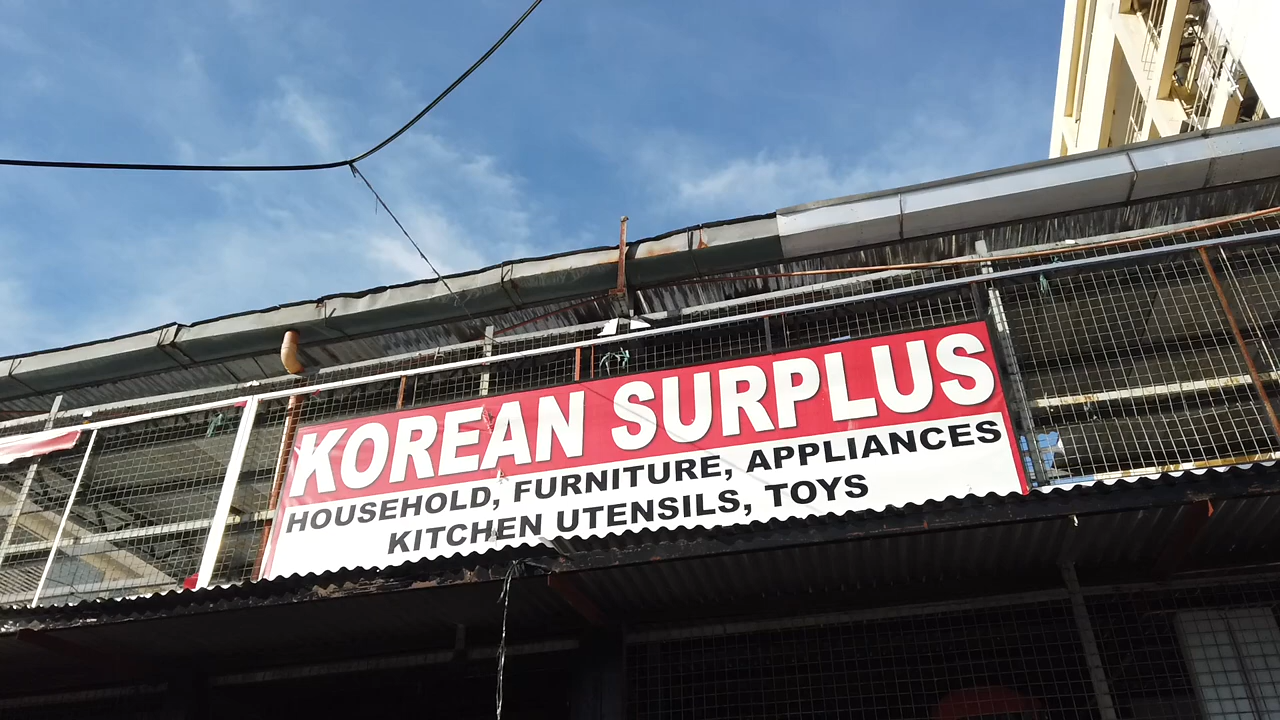 KOREAN SURPLUS
HOUSEHOLD, FURNITURE, APPLIANCES
KITCHEN UTENSILS, TOYS